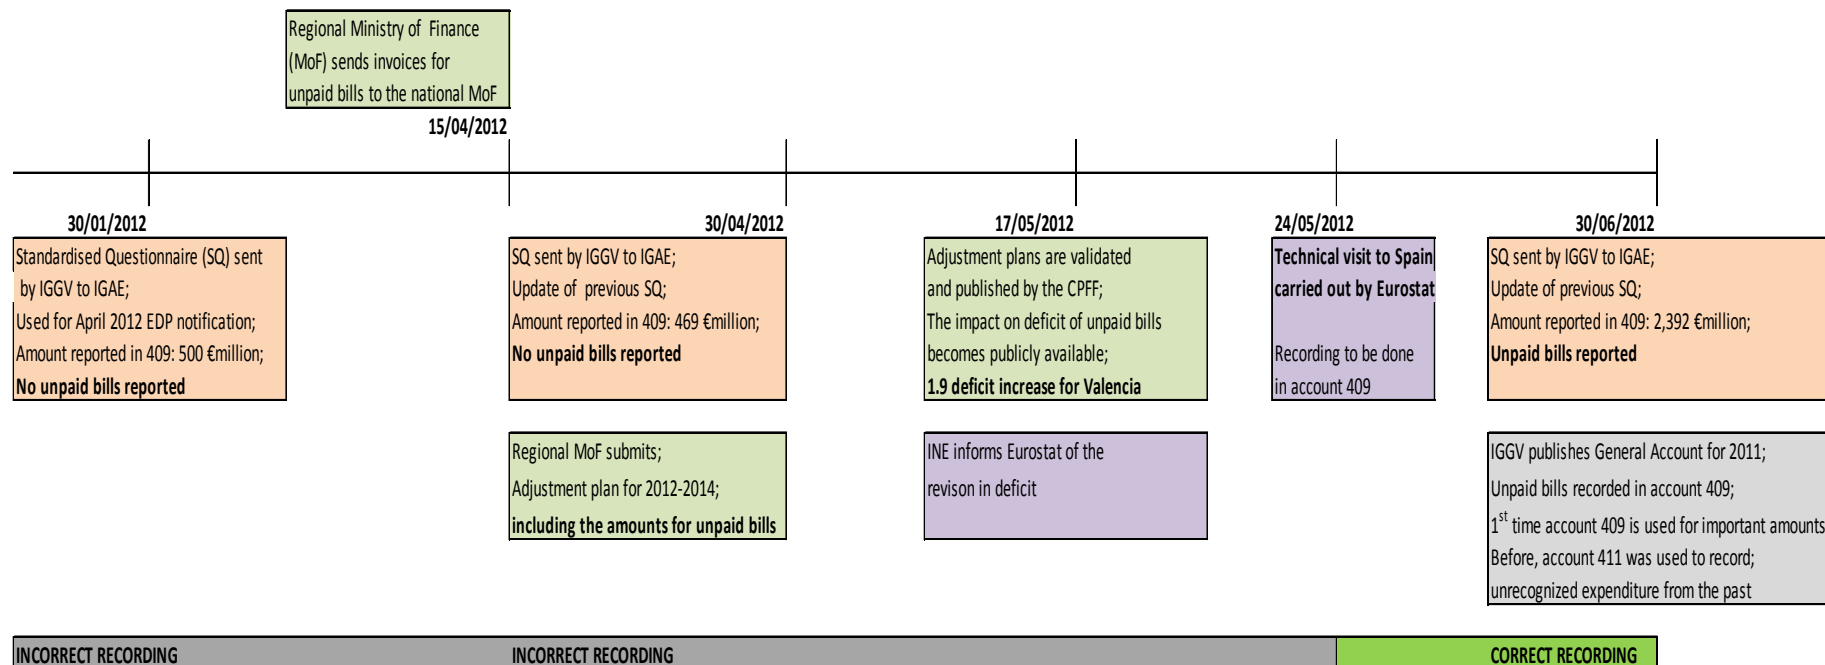 Regional Ministry of Finance
(MoF) sends invoices for
unpaid bills to the national MoF
15/04/2012
30/01/2012
Standardised Questionnaire (SQ) sent
by IGGV to IGAE;
Used for April 2012 EDP notification;
Amount reported in 409: 500 €million;
No unpaid bills reported
30/04/2012
SQ sent by IGGV to IGAE;
Update of previous SQ;
Amount reported in 409: 469 €million;
No unpaid bills reported
17/05/2012
Adjustment plans are validated
and published by the CPFF;
The impact on deficit of unpaid bills
becomes publicly available;
1.9 deficit increase for Valencia
24/05/2012
Technical visit to Spain
carried out by Eurostat
Recording to be done
in account 409
30/06/2012
SQ sent by IGGV to IGAE;
Update of previous SQ;
Amount reported in 409: 2,392 €million;
Unpaid bills reported
Regional MoF submits;
Adjustment plan for 2012-2014;
including the amounts for unpaid bills
INE informs Eurostat of the
revison in deficit
IGGV publishes General Account for 2011;
Unpaid bills recorded in account 409;
1st time account 409 is used for important amounts
Before, account 411 was used to record;
unrecognized expenditure from the past
INCORRECT RECORDING
INCORRECT RECORDING
CORRECT RECORDING